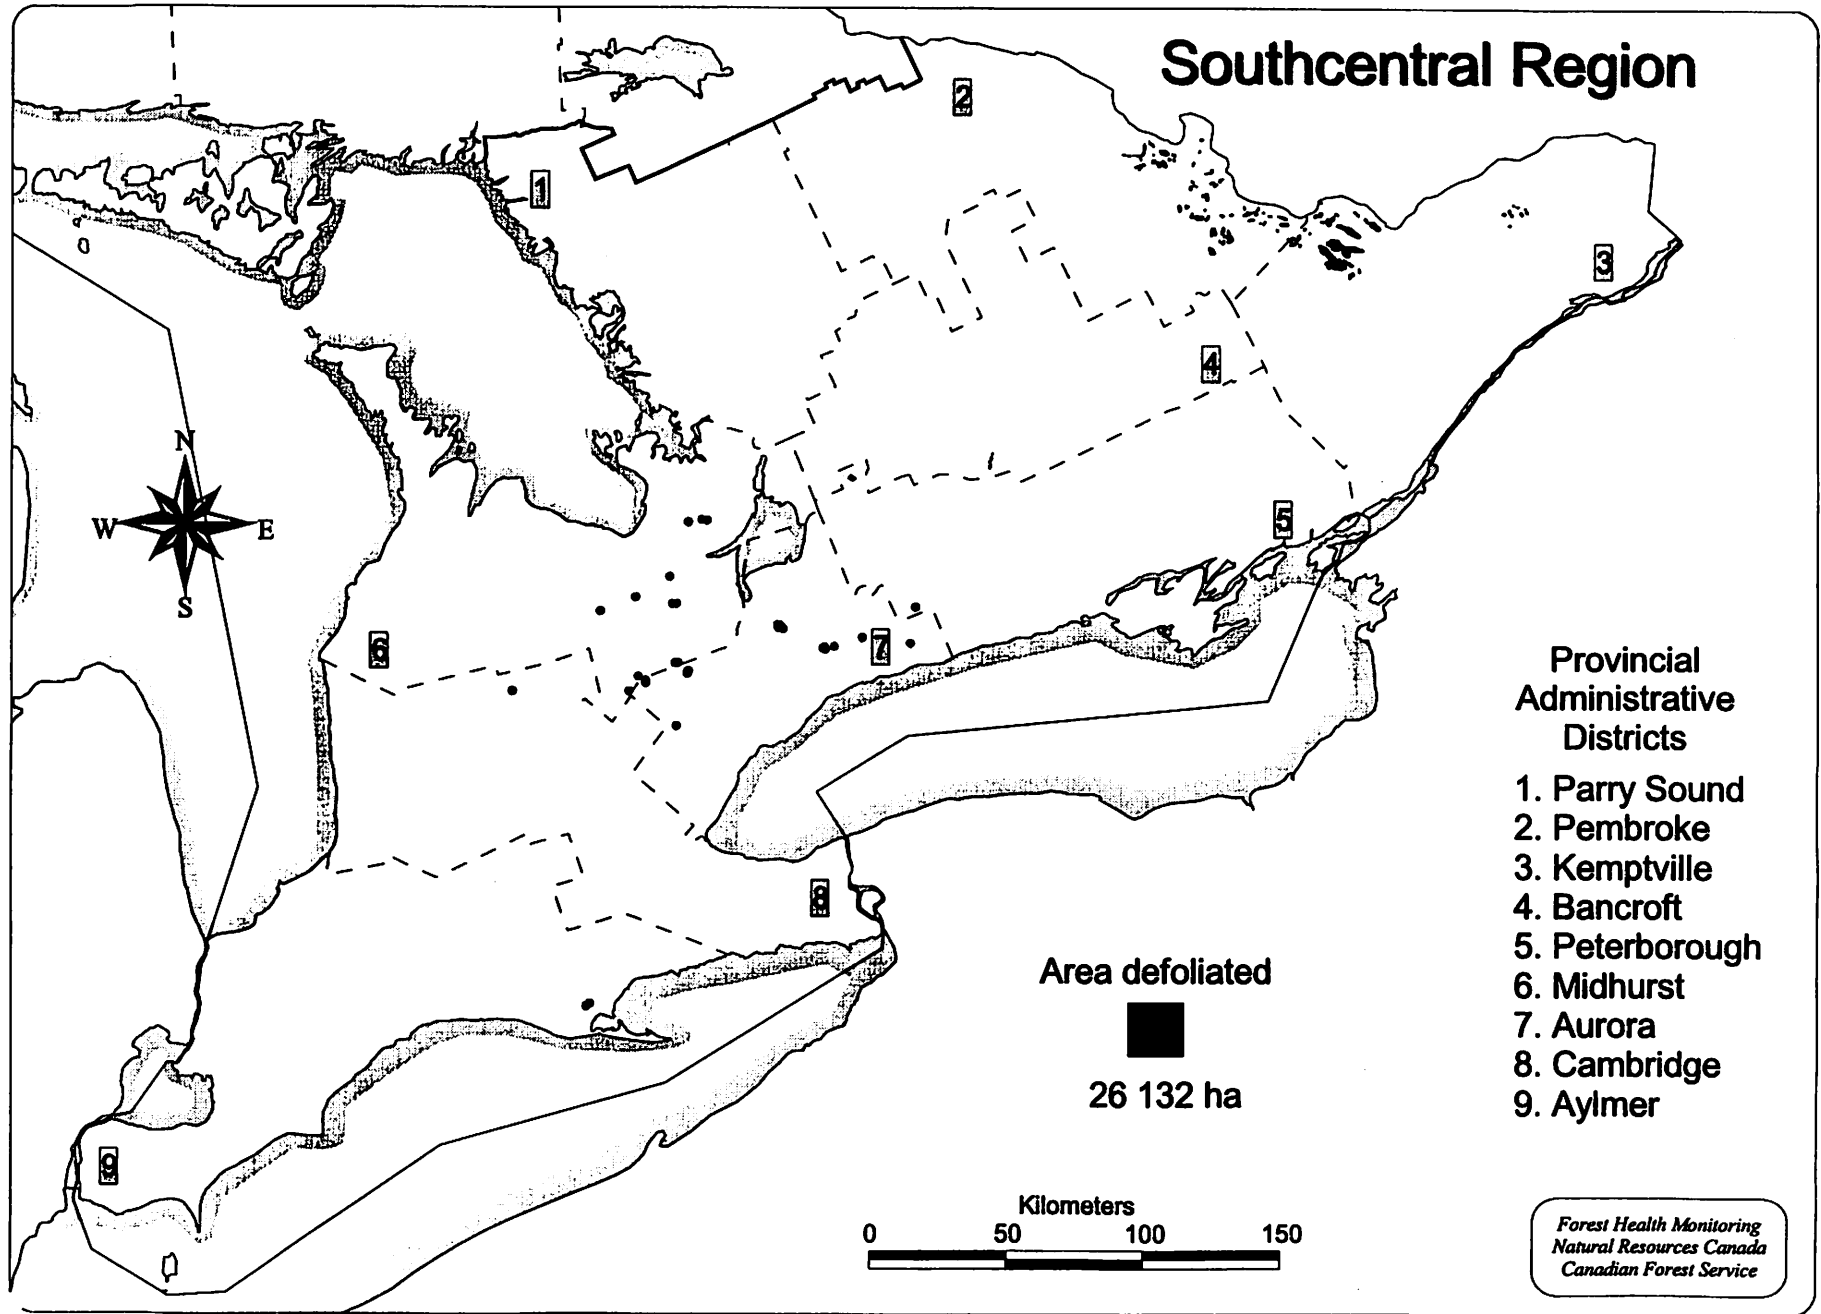 Southcentral Region
2
1
3
4
N
W E
S
5
6
7
8
9
Provincial
Administrative
Districts
1. Parry Sound
2. Pembroke
3. Kemptville
4. Bancroft
5. Peterborough
6. Midhurst
7. Aurora
8. Cambridge
9. Aylmer
Area defoliated
26 132 ha
Kilometers
0 50 100 150
Forest Health Monitoring
Natural Resources Canada
Canadian Forest Service